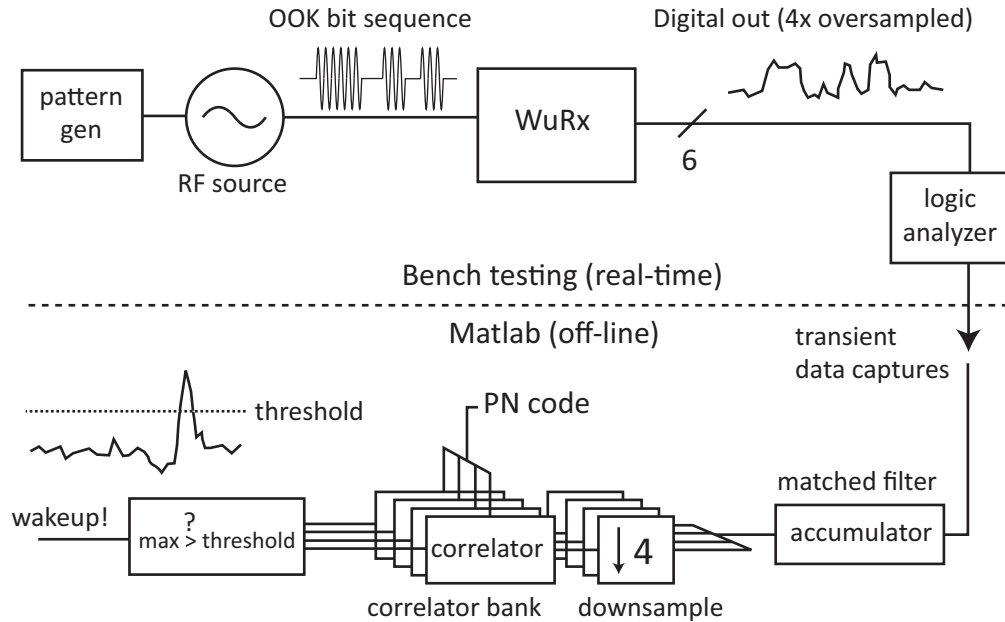 OOK bit sequence
Digital out (4x oversampled)
pattern
gen
RF source
WuRx
6
logic
analyzer
Bench testing (real-time)
Matlab (off-line)
transient
data captures
threshold
PN code
matched filter
wakeup!
?
max > threshold
correlator
4
accumulator
correlator bank
downsample